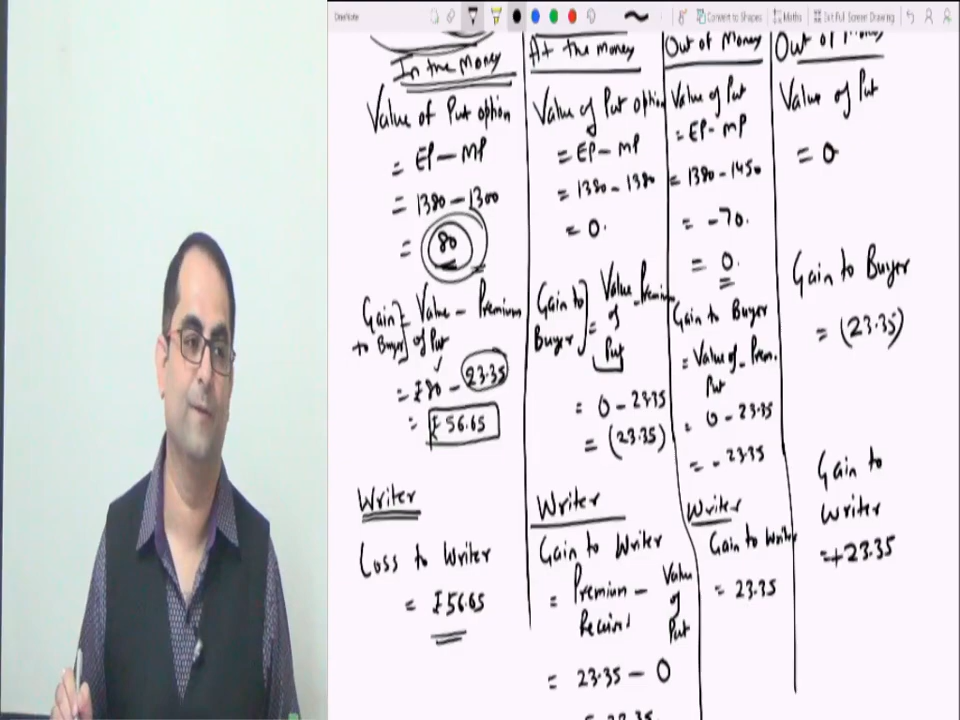 OneNote
Convert to Shapes
Maths
Full Screen Drawing
In the Money
Value of Put option
= EP - MP
= 1380 - 1300
= 80
Gain to Buyer } = Value of Put - Premium
= ₹80 - 23.35
= ₹56.65
Writer
Loss to Writer
= ₹56.65
At the Money
Value of Put option
= EP - MP
= 1380 - 1380
= 0.
Gain to Buyer } = Value of Put - Premium
= 0 - 23.35
= (23.35)
Writer
Gain to Writer
= Premium - Value of Put
= 23.35 - 0
Out of Money
Value of Put
= EP - MP
= 1380 - 1450
= -70.
= 0.
Gain to Buyer
= Value of - Prem.
Put
= 0 - 23.35
= - 23.35
Writer
Gain to Writer
= 23.35
Out of Money
Value of Put
= 0
Gain to Buyer
= (23.35)
Gain to
Writer
= +23.35